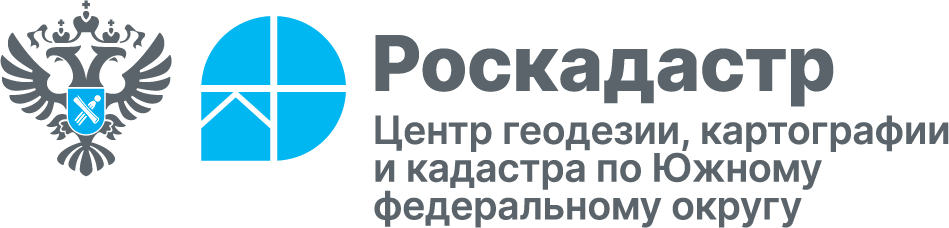 Роскадастр
Центр геодезии, картографии
и кадастра по Южному
федеральному округу